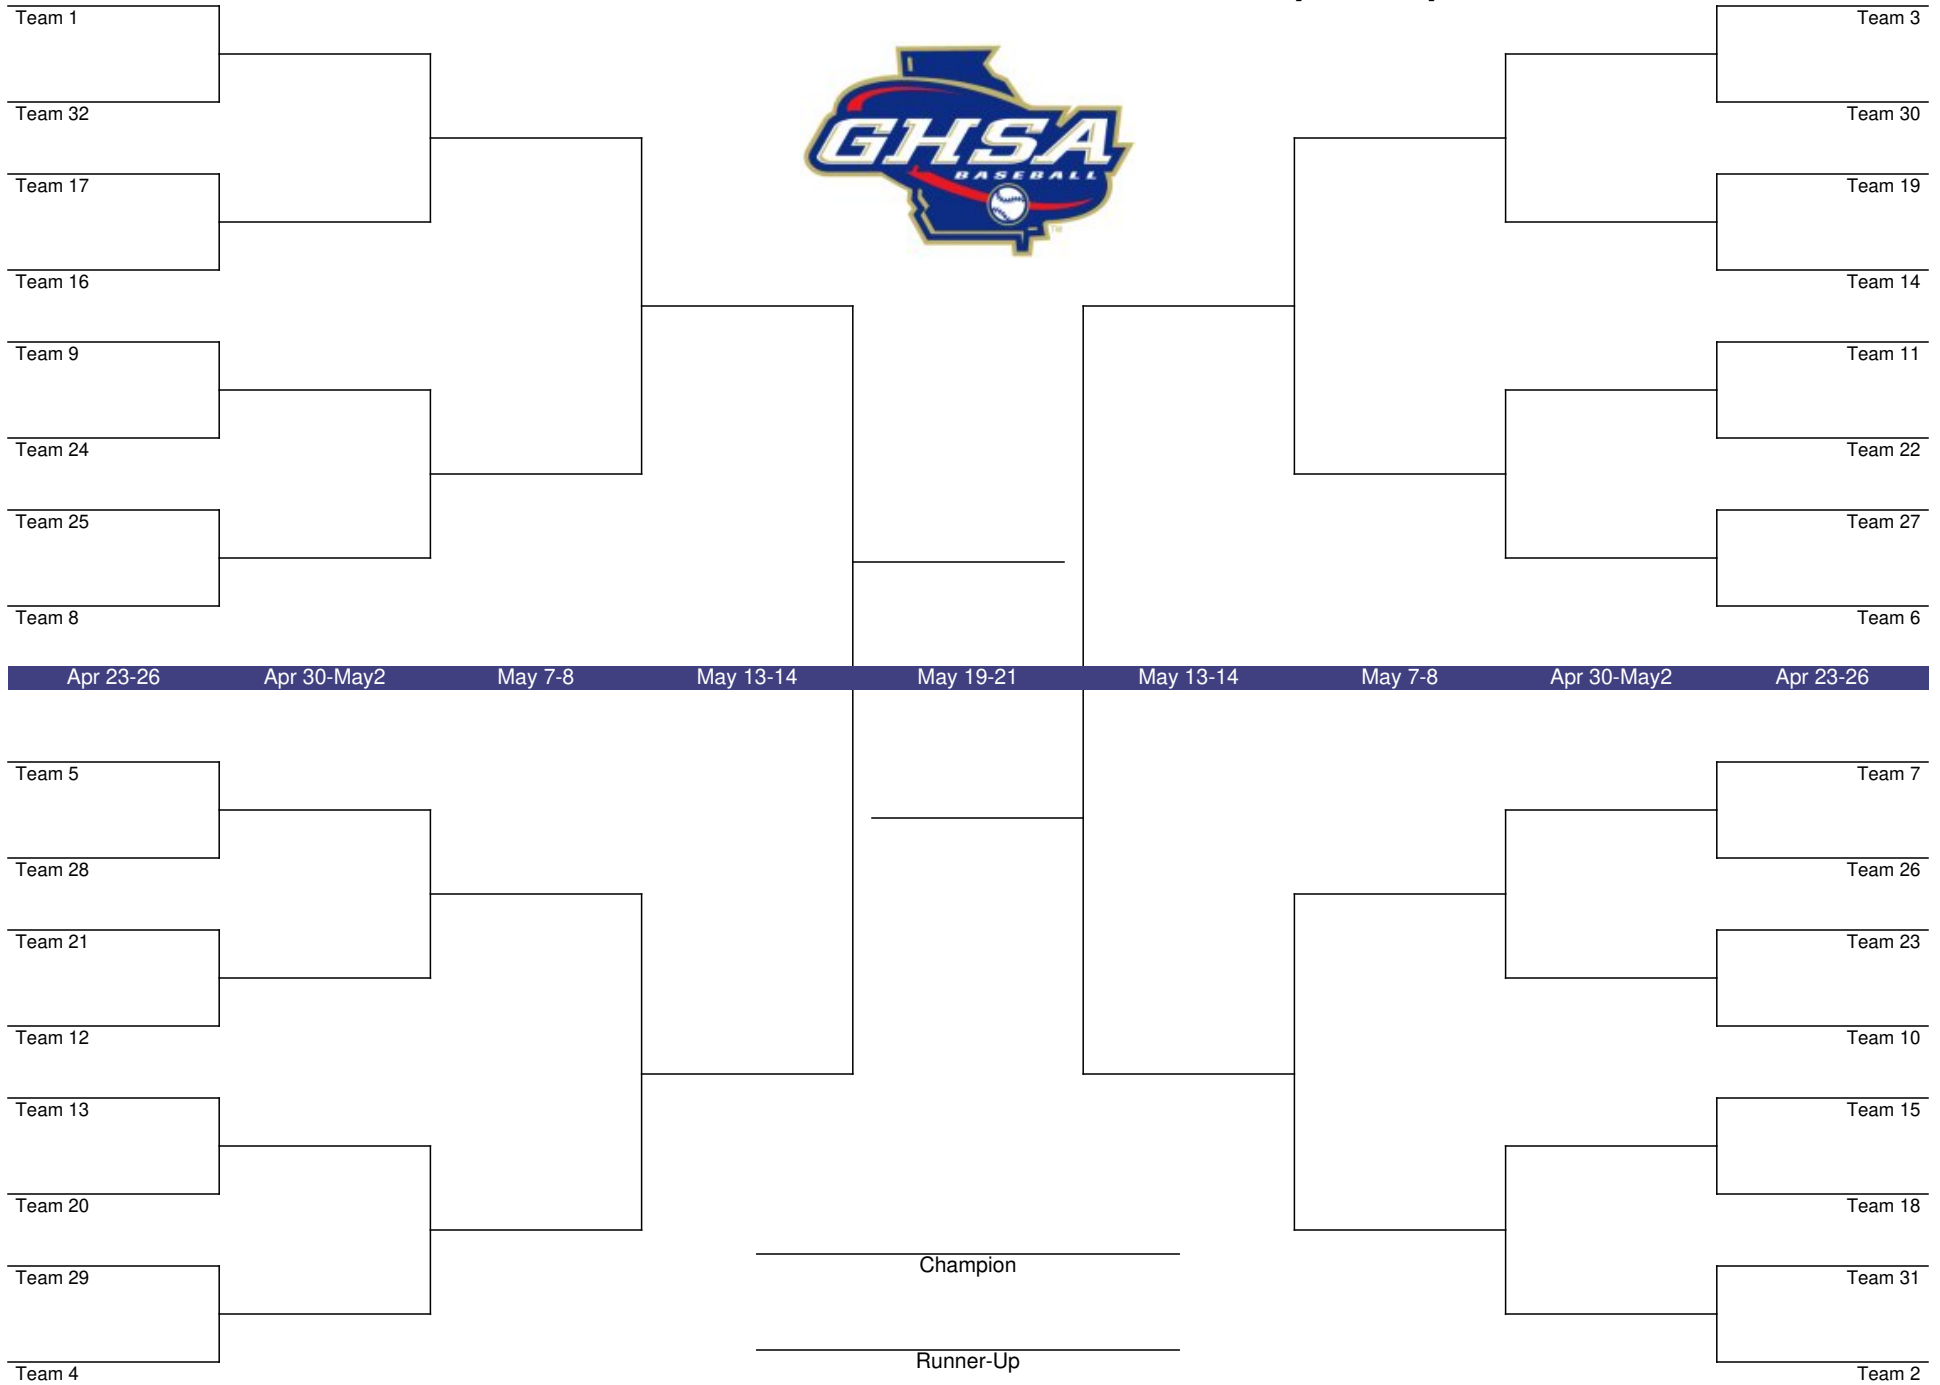 Team 1
Team 3
Team 32
Team 30
GHSA
BASEBALL
TM
Team 17
Team 19
Team 16
Team 14
Team 9
Team 11
Team 24
Team 22
Team 25
Team 27
Team 8
Team 6
Apr 23-26 Apr 30-May2 May 7-8 May 13-14 May 19-21 May 13-14 May 7-8 Apr 30-May2 Apr 23-26
Team 5
Team 7
Team 28
Team 26
Team 21
Team 23
Team 12
Team 10
Team 13
Team 15
Team 20
Team 18
Champion
Team 29
Team 31
Runner-Up
Team 4
Team 2